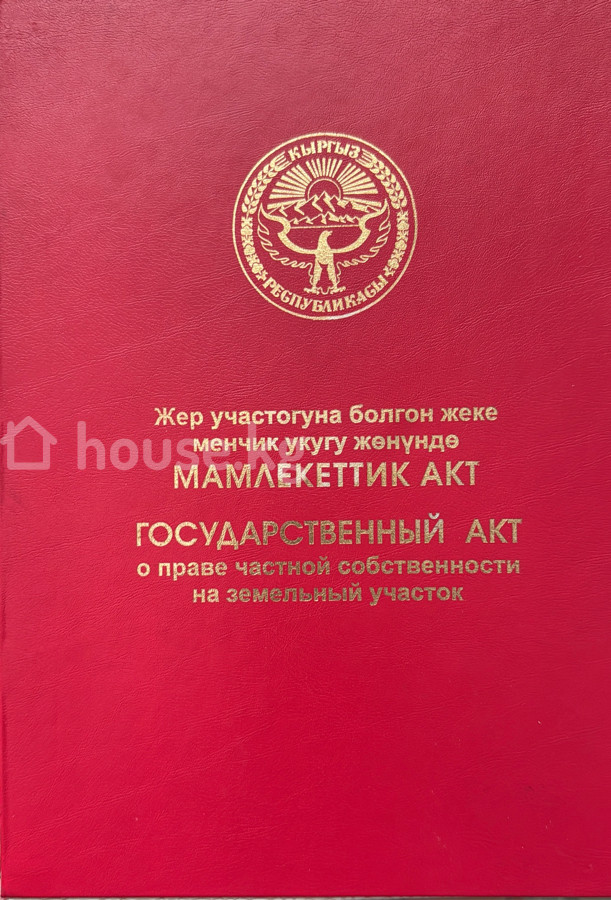 КЫРГЫЗ
РЕСПУБЛИКАСЫ
Жер участогуна болгон жеке
менчик укугу жөнүндө
house.kg
МАМЛЕКЕТТИК АКТ
ГОСУДАРСТВЕННЫЙ АКТ
о праве частной собственности
на земельный участок